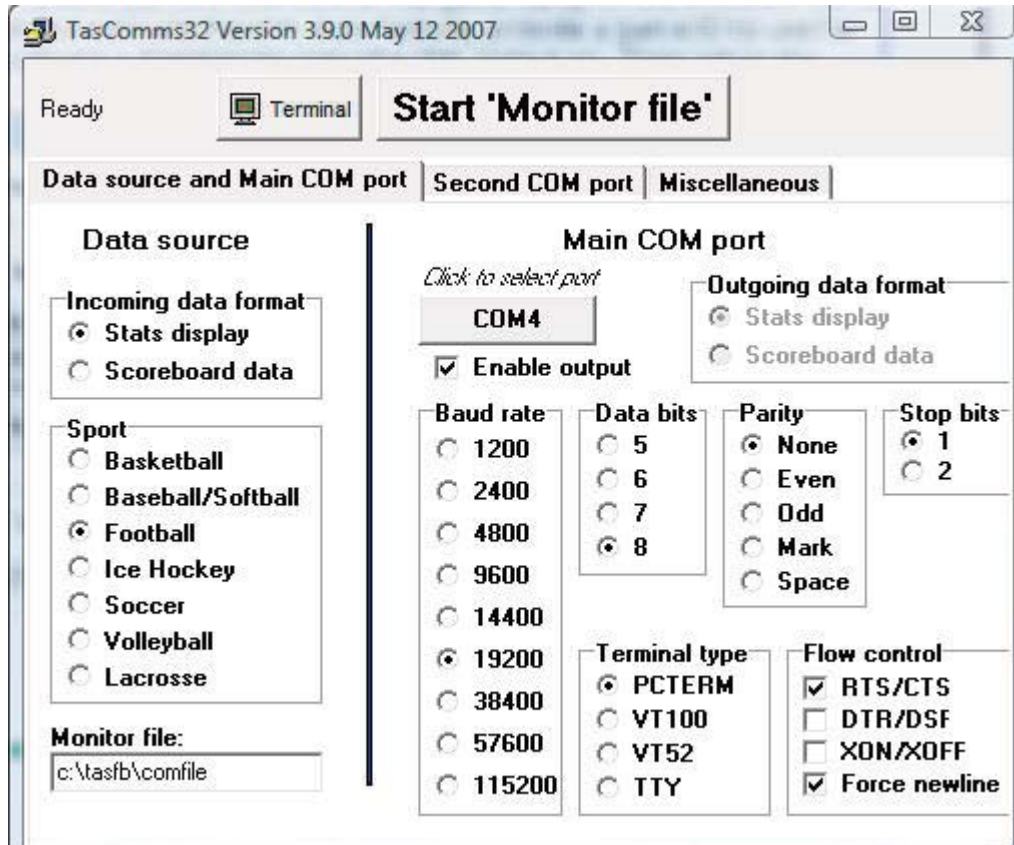 TasComms32 Version 3.9.0 May 12 2007
Ready
Terminal
Start 'Monitor file'
Data source and Main COM port
Second COM port
Miscellaneous
Data source
Incoming data format
Stats display
Scoreboard data
Sport
Basketball
Baseball/Softball
Football
Ice Hockey
Soccer
Volleyball
Lacrosse
Monitor file:
c:\tasfb\comfile
Main COM port
Click to select port
COM4
Enable output
Outgoing data format
Stats display
Scoreboard data
Baud rate
1200
2400
4800
9600
14400
19200
38400
57600
115200
Data bits
5
6
7
8
Parity
None
Even
Odd
Mark
Space
Stop bits
1
2
Terminal type
PCTERM
VT100
VT52
TTY
Flow control
RTS/CTS
DTR/DSF
XON/XOFF
Force newline